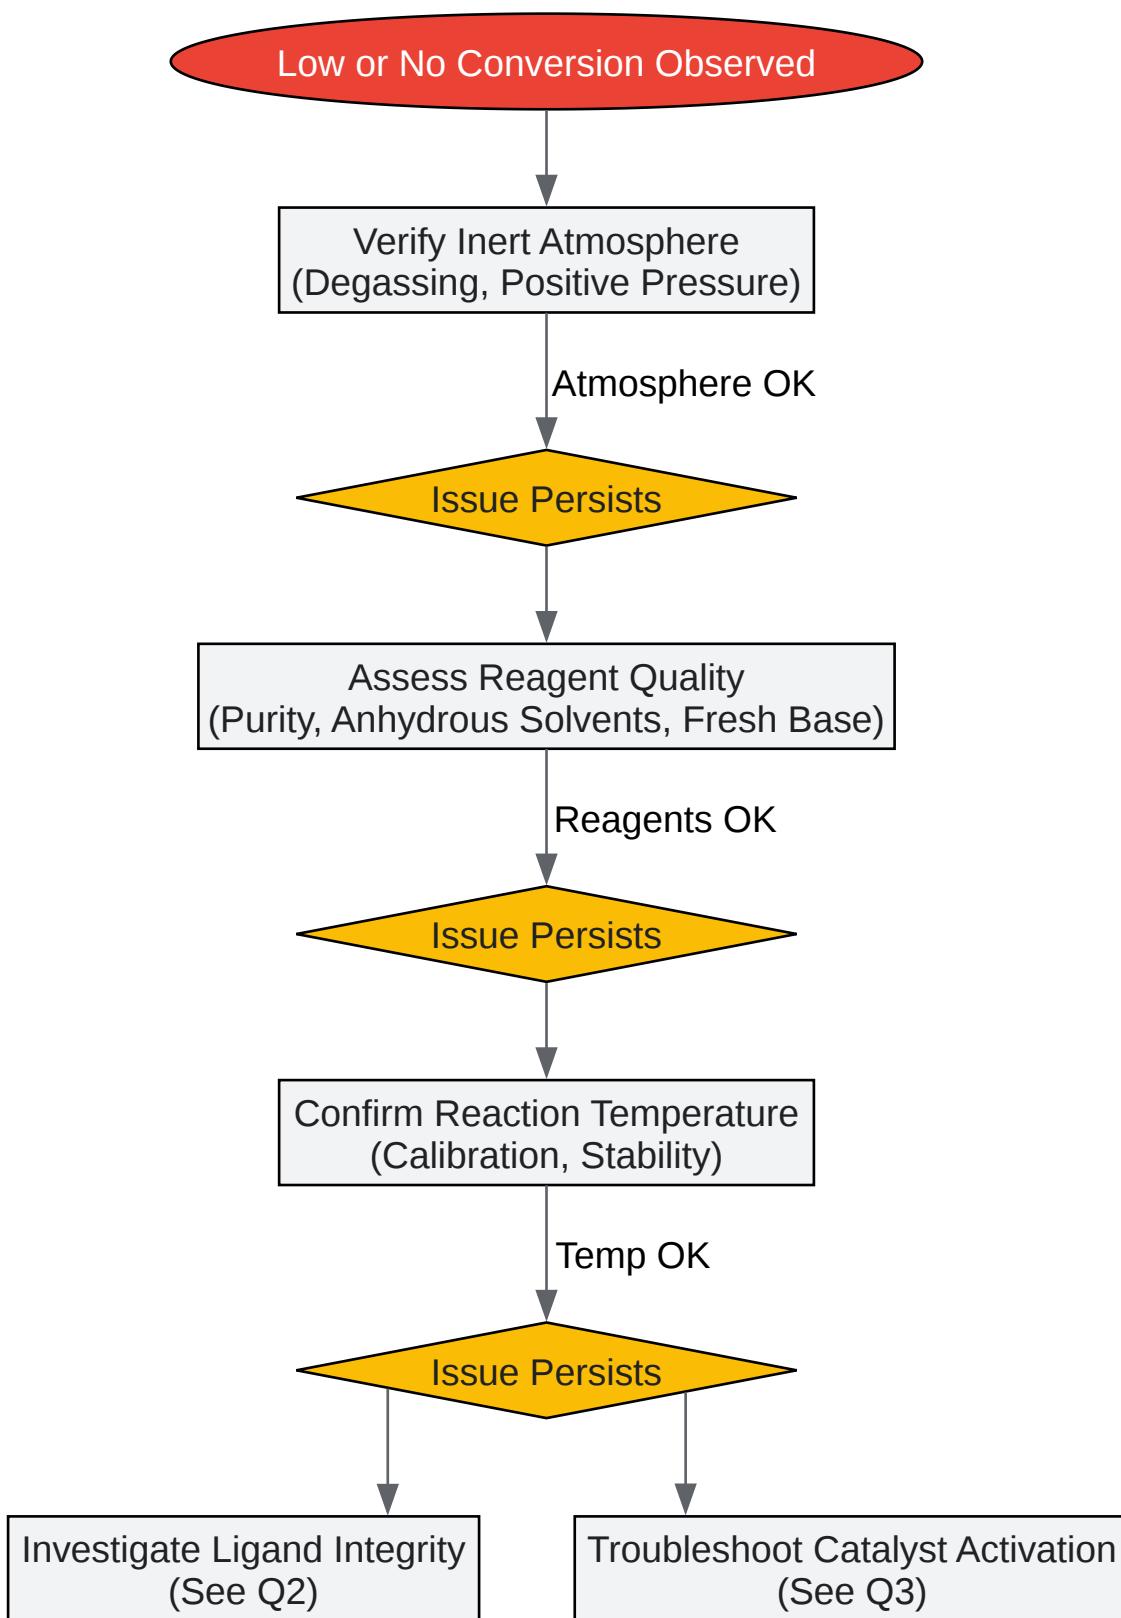 Low or No Conversion Observed
Verify Inert Atmosphere
(Degassing, Positive Pressure)
Atmosphere OK
Issue Persists
Assess Reagent Quality
(Purity, Anhydrous Solvents, Fresh Base)
Reagents OK
Issue Persists
Confirm Reaction Temperature
(Calibration, Stability)
Temp OK
Issue Persists
Investigate Ligand Integrity
(See Q2)
Troubleshoot Catalyst Activation
(See Q3)